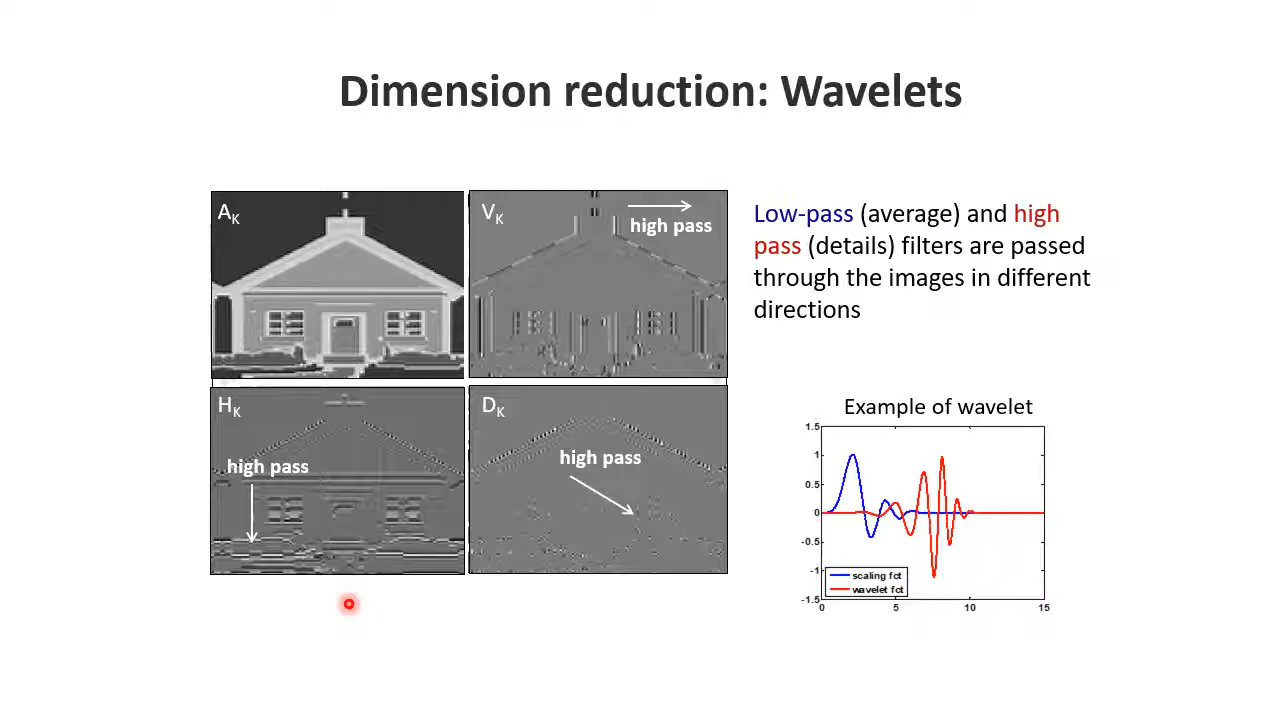 Dimension reduction: Wavelets
A_K
V_K
high pass
H_K
high pass
D_K
high pass
Low-pass (average) and high
pass (details) filters are passed
through the images in different
directions
Example of wavelet
1.5
1
0.5
0
-0.5
-1
-1.5
scaling fct
wavelet fct
0 5 10 15